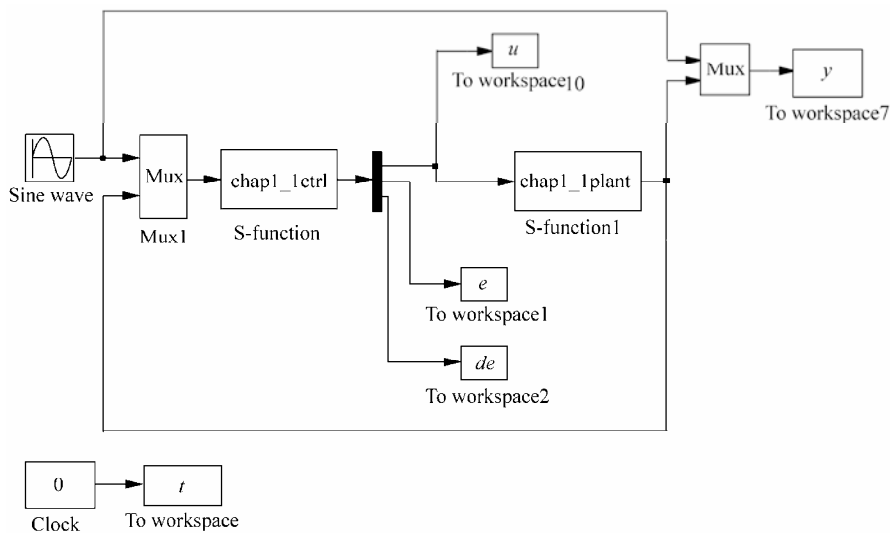 u
To workspace10
Mux
y
To workspace7
Sine wave
Mux
Mux1
chap1_1ctrl
S-function
chap1_1plant
S-function1
e
To workspace1
de
To workspace2
0
Clock
t
To workspace